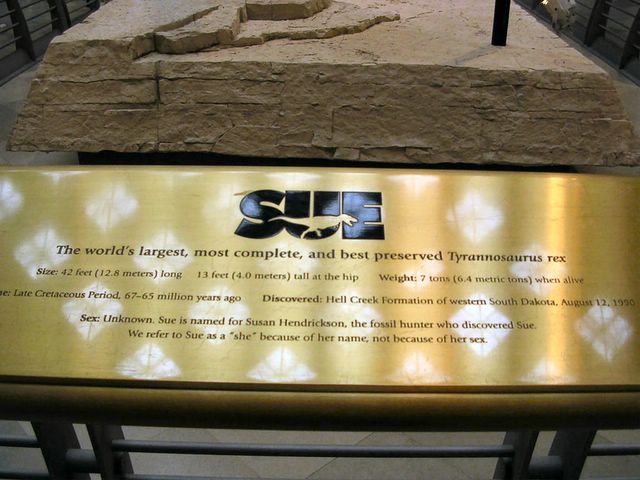 SUE
The world's largest, most complete, and best preserved Tyrannosaurus rex
Size: 42 feet (12.8 meters) long 13 feet (4.0 meters) tall at the hip Weight: 7 tons (6.4 metric tons) when alive
e: Late Cretaceous Period, 67–65 million years ago Discovered: Hell Creek Formation of western South Dakota, August 12, 1990
Sex: Unknown. Sue is named for Susan Hendrickson, the fossil hunter who discovered Sue.
We refer to Sue as a "she" because of her name, not because of her sex.